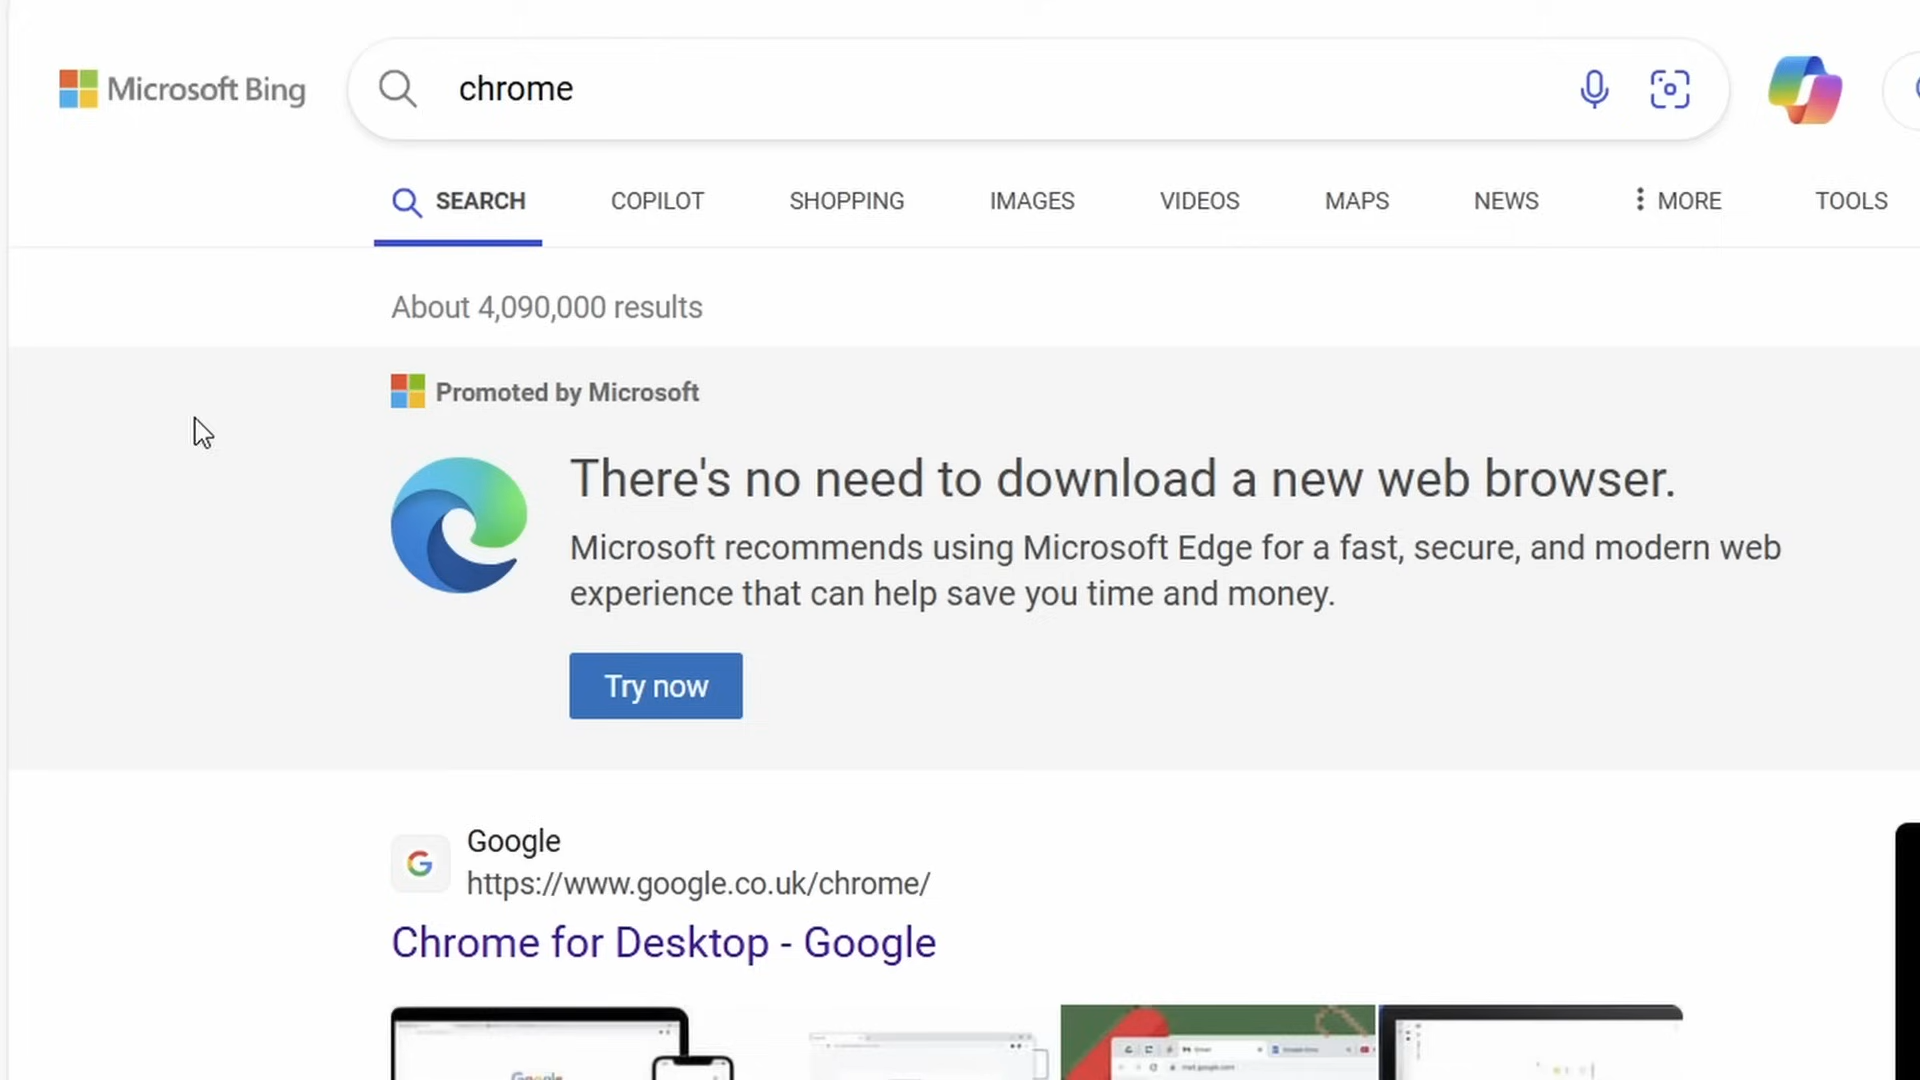 Microsoft Bing
chrome
SEARCH COPILOT SHOPPING IMAGES VIDEOS MAPS NEWS MORE TOOLS
About 4,090,000 results
Promoted by Microsoft
There's no need to download a new web browser.
Microsoft recommends using Microsoft Edge for a fast, secure, and modern web
experience that can help save you time and money.
Try now
Google
https://www.google.co.uk/chrome/
Chrome for Desktop - Google
Google